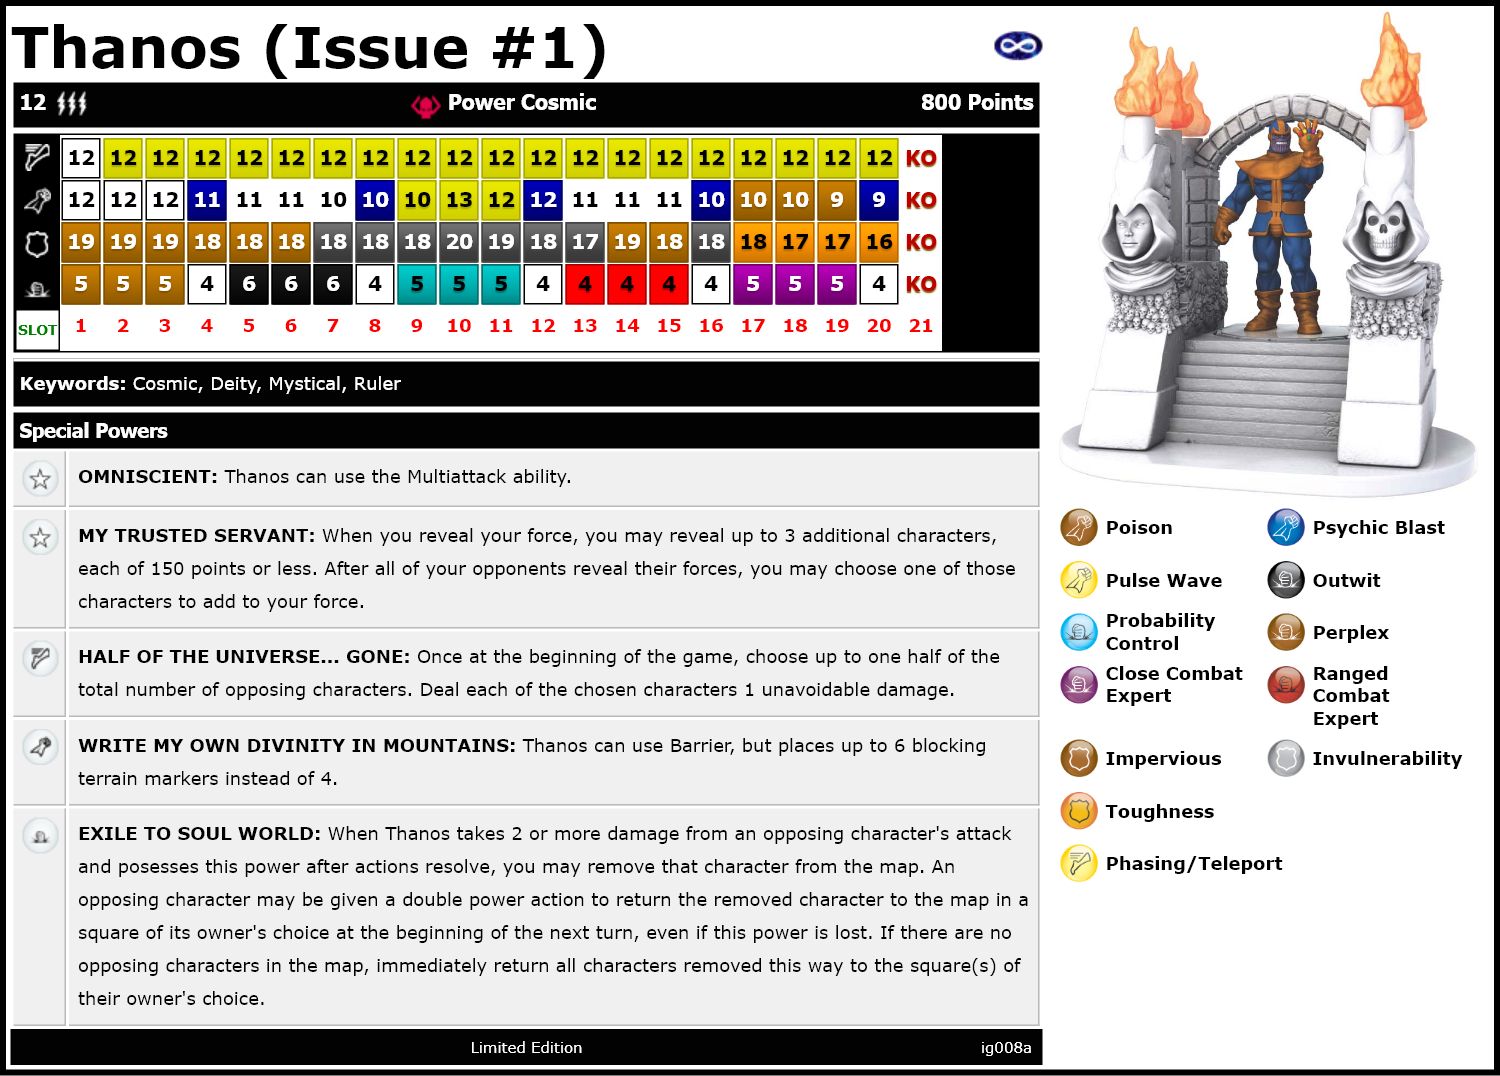 Thanos (Issue #1)
12 Power Cosmic 800 Points
12 12 12 12 12 12 12 12 12 12 12 12 12 12 12 12 12 12 12 12 KO
12 12 12 11 11 11 10 10 10 13 12 12 11 11 11 10 10 10 9 9 KO
19 19 19 18 18 18 18 18 18 20 19 18 17 19 18 18 18 17 17 16 KO
5 5 5 4 6 6 6 4 5 5 5 4 4 4 4 4 5 5 5 4 KO
SLOT 1 2 3 4 5 6 7 8 9 10 11 12 13 14 15 16 17 18 19 20 21
Keywords: Cosmic, Deity, Mystical, Ruler
Special Powers
OMNISCIENT: Thanos can use the Multiattack ability.
MY TRUSTED SERVANT: When you reveal your force, you may reveal up to 3 additional characters,
each of 150 points or less. After all of your opponents reveal their forces, you may choose one of those
characters to add to your force.
HALF OF THE UNIVERSE... GONE: Once at the beginning of the game, choose up to one half of the
total number of opposing characters. Deal each of the chosen characters 1 unavoidable damage.
WRITE MY OWN DIVINITY IN MOUNTAINS: Thanos can use Barrier, but places up to 6 blocking
terrain markers instead of 4.
EXILE TO SOUL WORLD: When Thanos takes 2 or more damage from an opposing character's attack
and posesses this power after actions resolve, you may remove that character from the map. An
opposing character may be given a double power action to return the removed character to the map in a
square of its owner's choice at the beginning of the next turn, even if this power is lost. If there are no
opposing characters in the map, immediately return all characters removed this way to the square(s) of
their owner's choice.
Limited Edition ig008a
Poison
Psychic Blast
Pulse Wave
Outwit
Probability
Control
Perplex
Close Combat
Expert
Ranged
Combat
Expert
Impervious
Invulnerability
Toughness
Phasing/Teleport